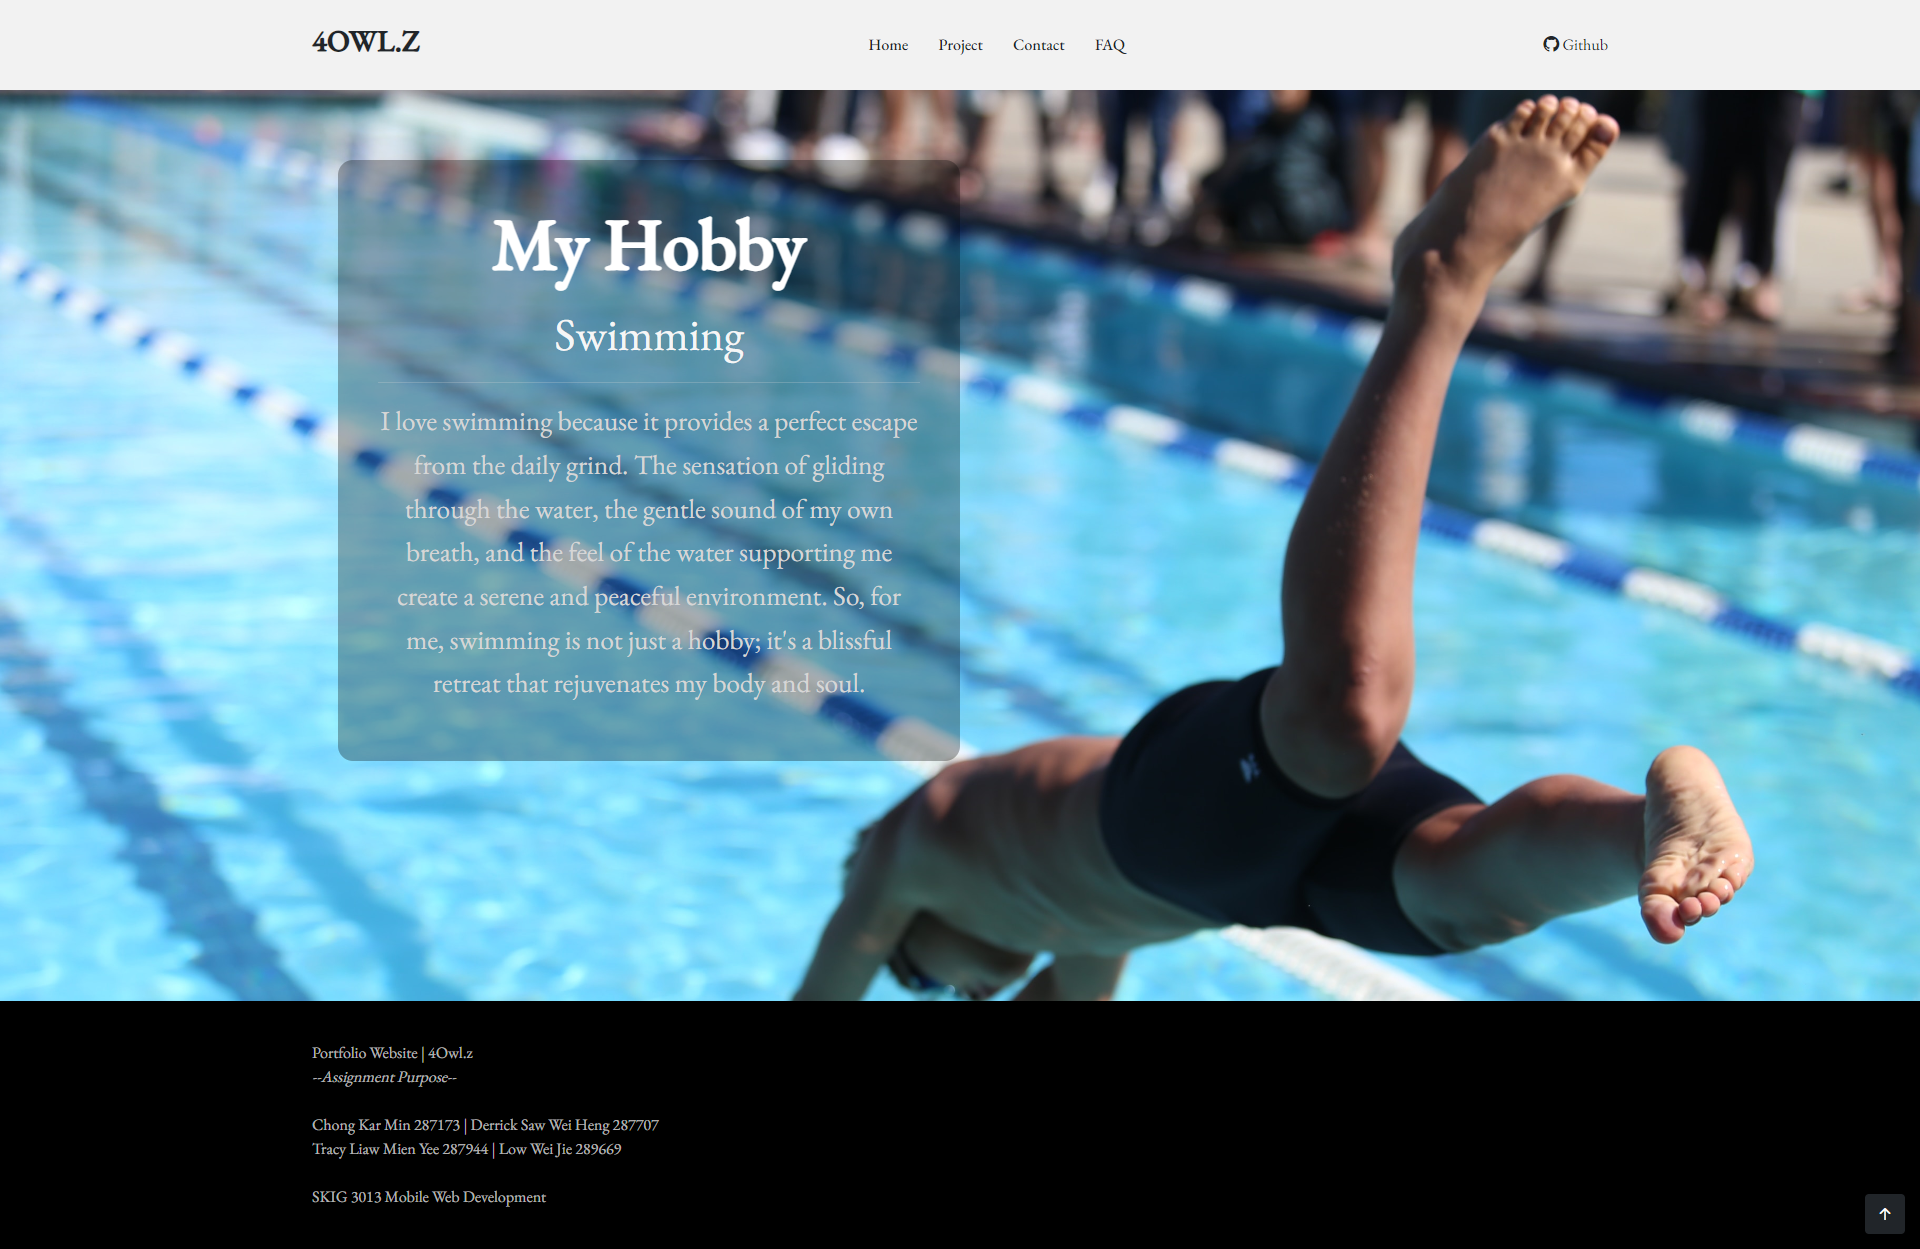 4OWL.Z
Home Project Contact FAQ
Github
My Hobby
Swimming
I love swimming because it provides a perfect escape
from the daily grind. The sensation of gliding
through the water, the gentle sound of my own
breath, and the feel of the water supporting me
create a serene and peaceful environment. So, for
me, swimming is not just a hobby; it's a blissful
retreat that rejuvenates my body and soul.
Portfolio Website | 4Owl.z
--Assignment Purpose--
Chong Kar Min 287173 | Derrick Saw Wei Heng 287707
Tracy Liaw Mien Yee 287944 | Low Wei Jie 289669
SKIG 3013 Mobile Web Development